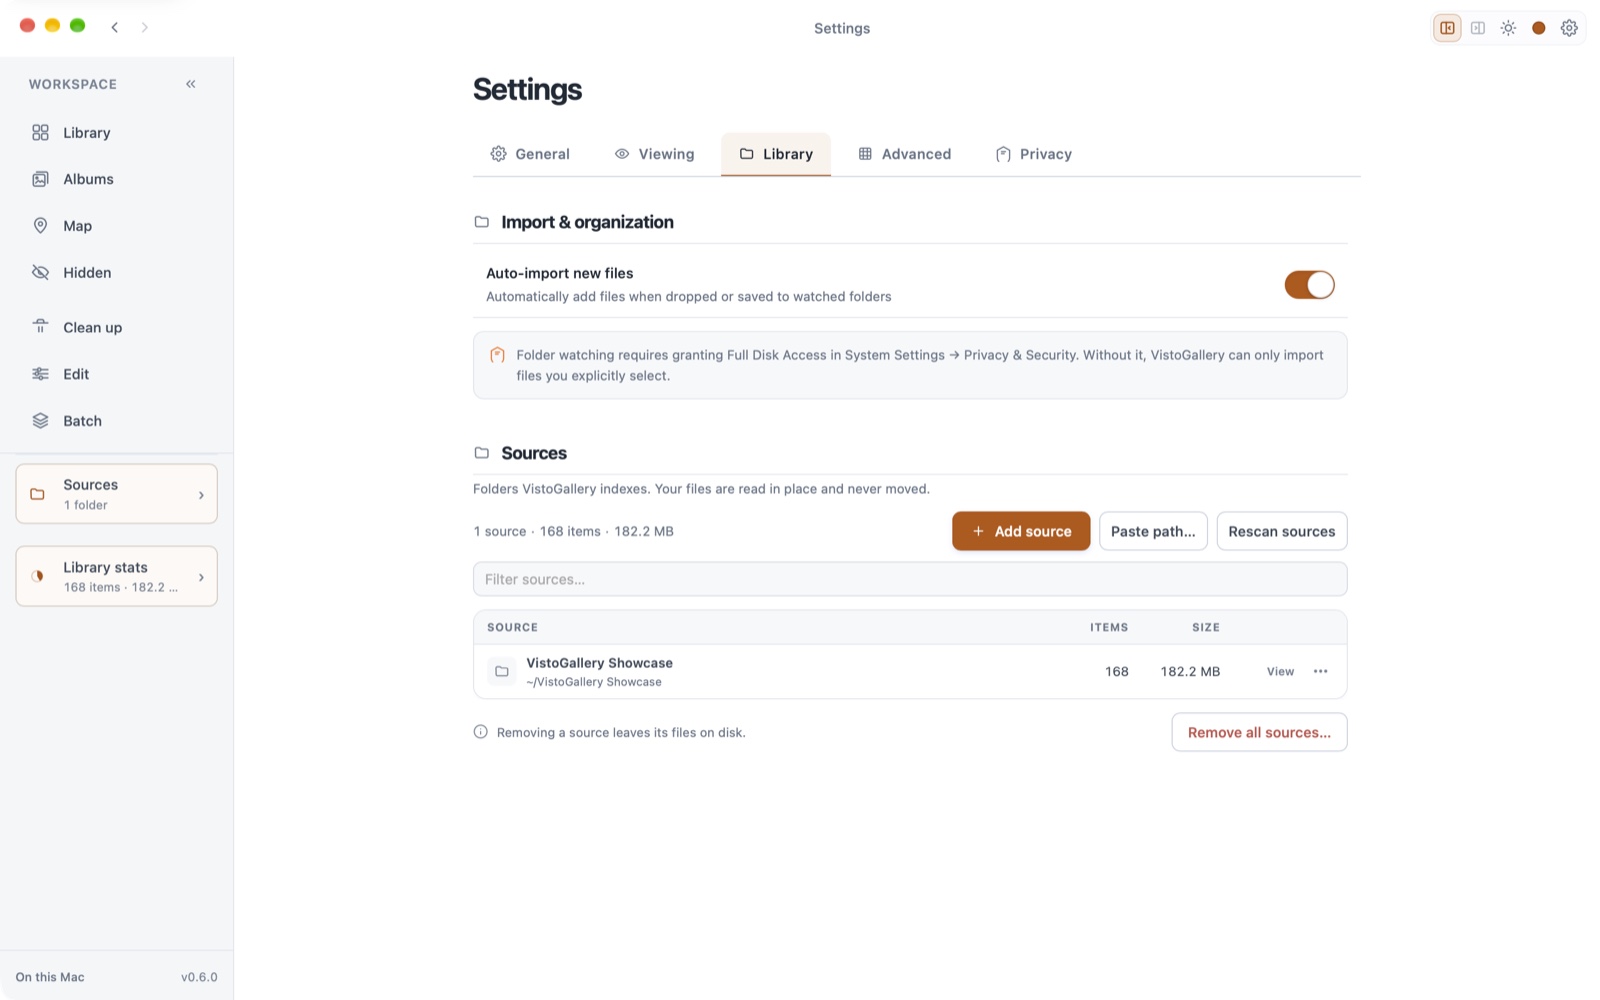 Settings
WORKSPACE
Library
Albums
Map
Hidden
Clean up
Edit
Batch
Sources
1 folder
Library stats
168 items · 182.2 ...
On this Mac
v0.6.0
Settings
General
Viewing
Library
Advanced
Privacy
Import & organization
Auto-import new files
Automatically add files when dropped or saved to watched folders
Folder watching requires granting Full Disk Access in System Settings → Privacy & Security. Without it, VistoGallery can only import
files you explicitly select.
Sources
Folders VistoGallery indexes. Your files are read in place and never moved.
1 source · 168 items · 182.2 MB
+ Add source
Paste path...
Rescan sources
Filter sources...
SOURCE ITEMS SIZE
VistoGallery Showcase
~/VistoGallery Showcase
168 182.2 MB View ···
Removing a source leaves its files on disk.
Remove all sources...